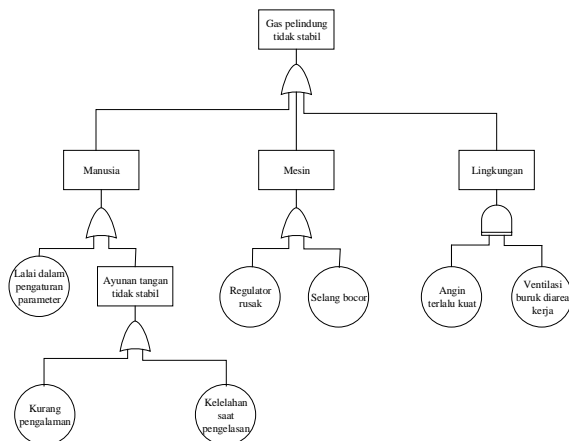 Gas pelindung
tidak stabil
Manusia
Mesin
Lingkungan
Lalai dalam
pengaturan
parameter
Ayunan tangan
tidak stabil
Regulator
rusak
Selang bocor
Angin
terlalu kuat
Ventilasi
buruk diarea
kerja
Kurang
pengalaman
Kelelahan
saat
pengelasan